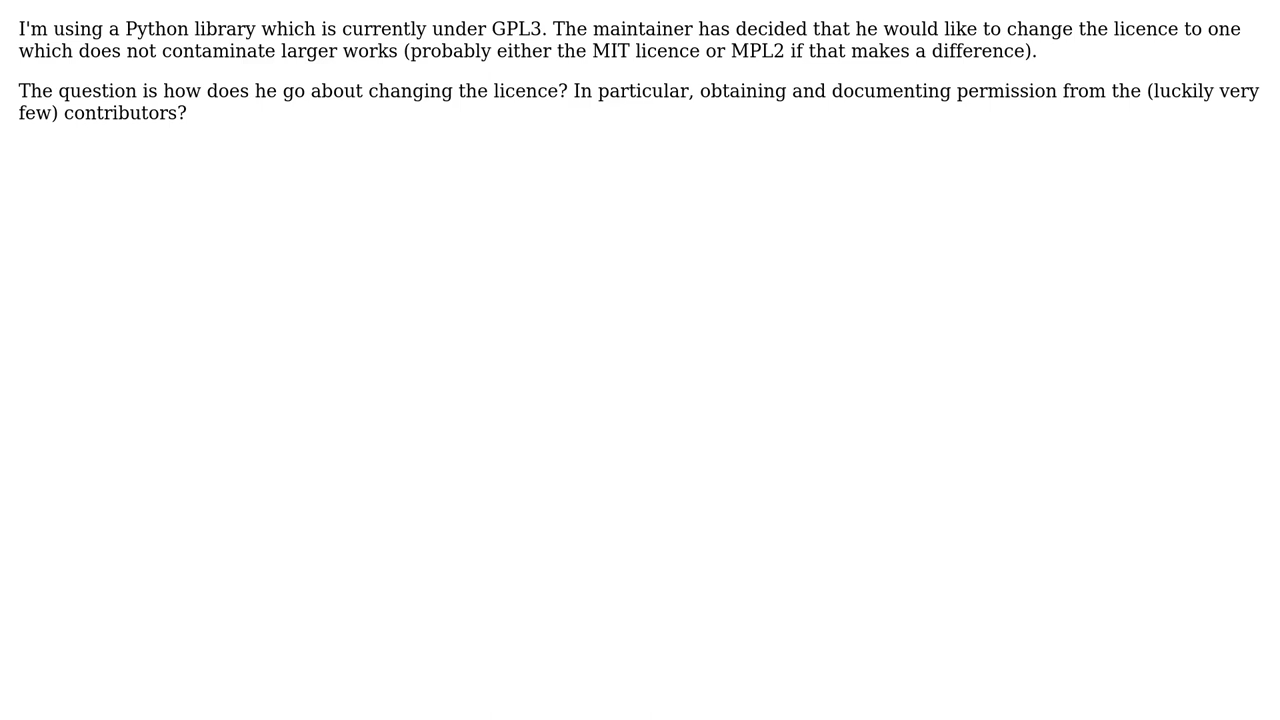 I'm using a Python library which is currently under GPL3. The maintainer has decided that he would like to change the licence to one
which does not contaminate larger works (probably either the MIT licence or MPL2 if that makes a difference).
The question is how does he go about changing the licence? In particular, obtaining and documenting permission from the (luckily very
few) contributors?